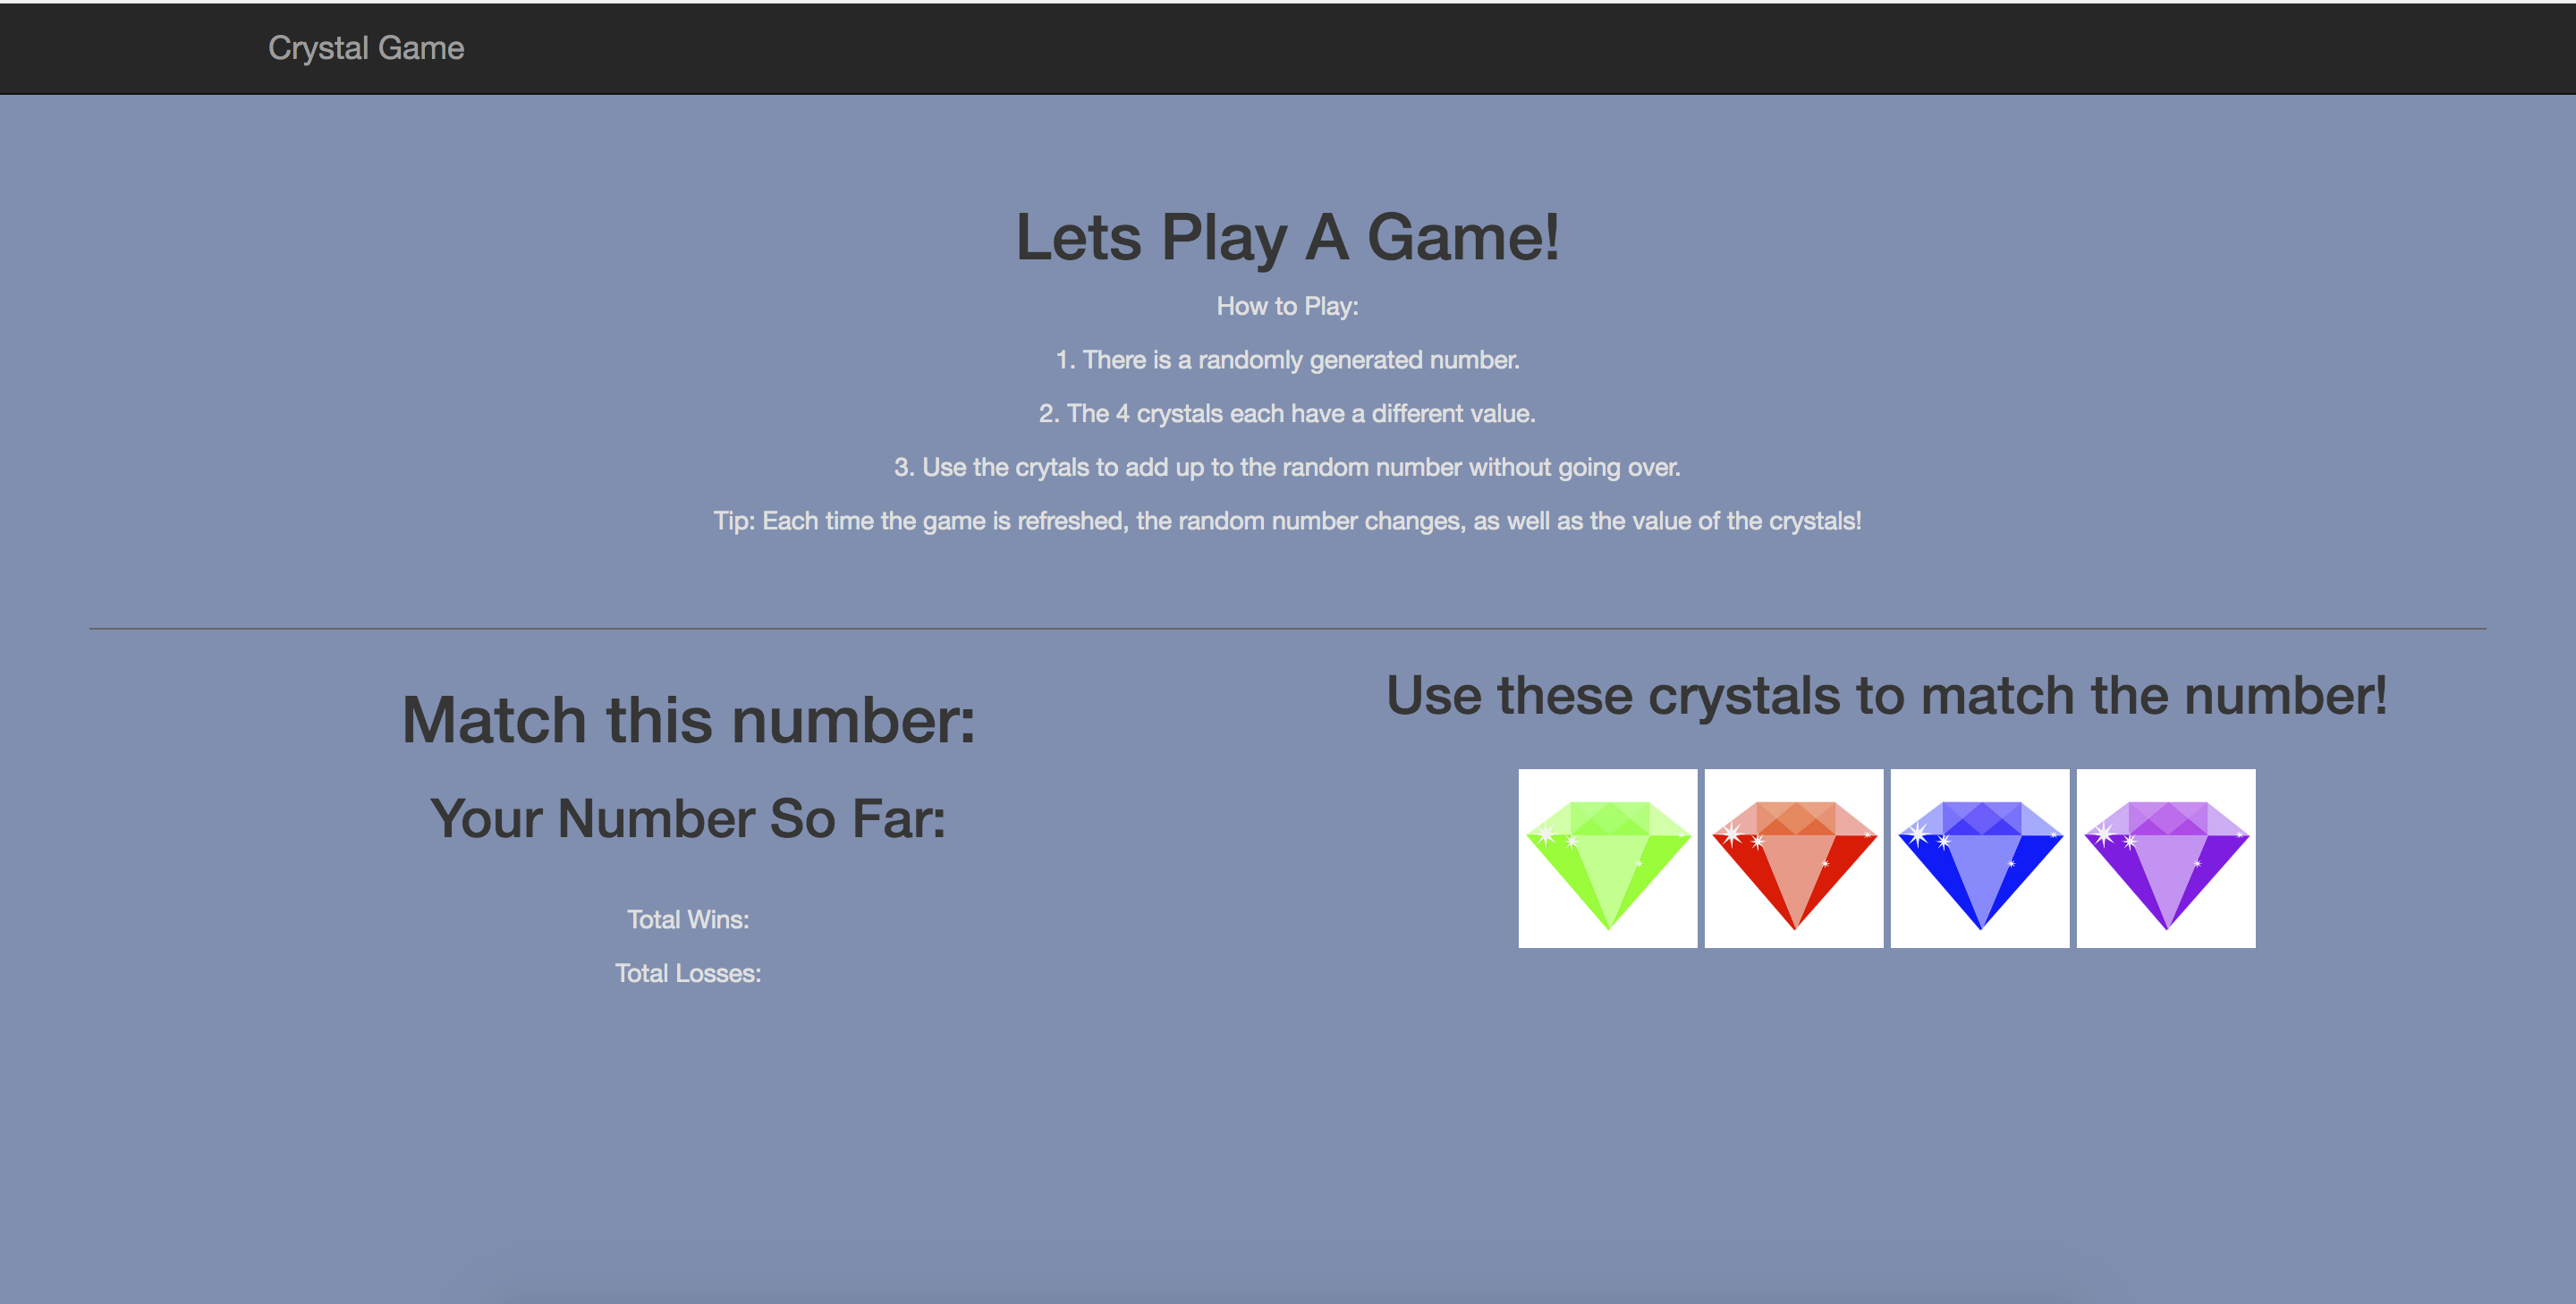 Crystal Game
Lets Play A Game!
How to Play:
1. There is a randomly generated number.
2. The 4 crystals each have a different value.
3. Use the crytals to add up to the random number without going over.
Tip: Each time the game is refreshed, the random number changes, as well as the value of the crystals!
Match this number:
Your Number So Far:
Total Wins:
Total Losses:
Use these crystals to match the number!